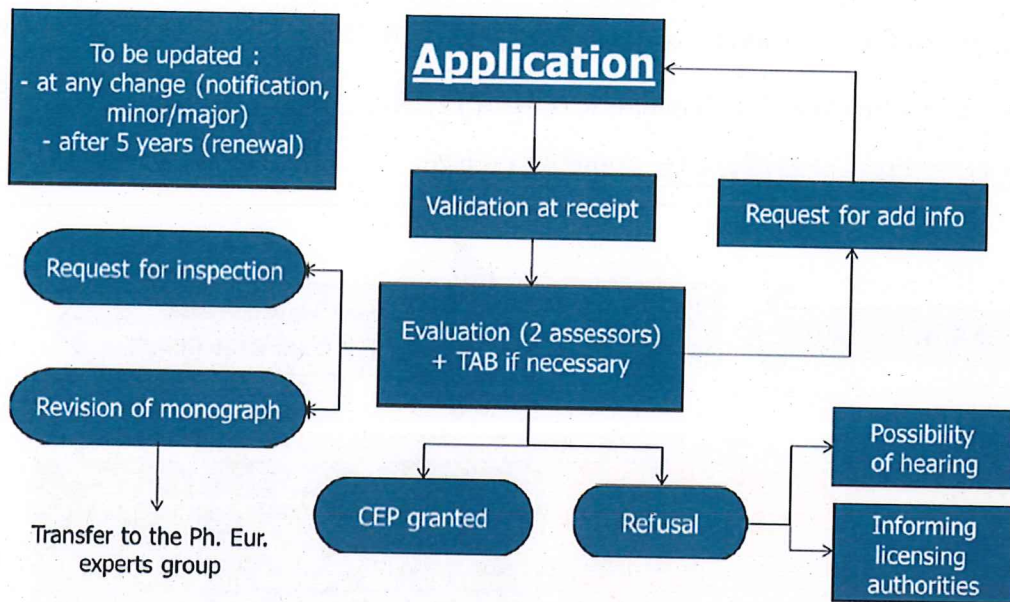 To be updated :
- at any change (notification,
minor/major)
- after 5 years (renewal)
Application
Validation at receipt
Request for add info
Request for inspection
Evaluation (2 assessors)
+ TAB if necessary
Revision of monograph
Transfer to the Ph. Eur.
experts group
CEP granted
Refusal
Possibility
of hearing
Informing
licensing
authorities